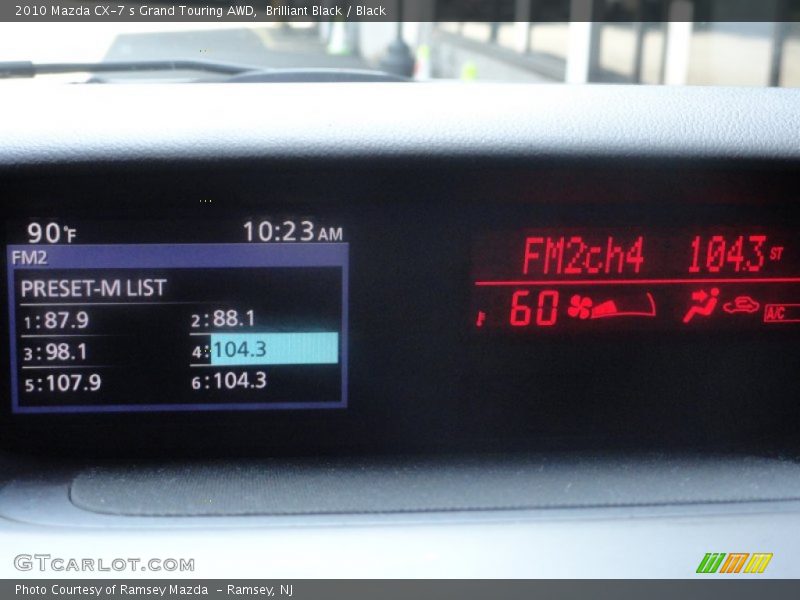 2010 Mazda CX-7 s Grand Touring AWD, Brilliant Black / Black
90°F 10:23 AM
FM2
PRESET-M LIST
1:87.9 2:88.1
3:98.1 4:104.3
5:107.9 6:104.3
FM2ch4 1043 ST
F 60 A/C
GTCARLOT.COM
Photo Courtesy of Ramsey Mazda - Ramsey, NJ